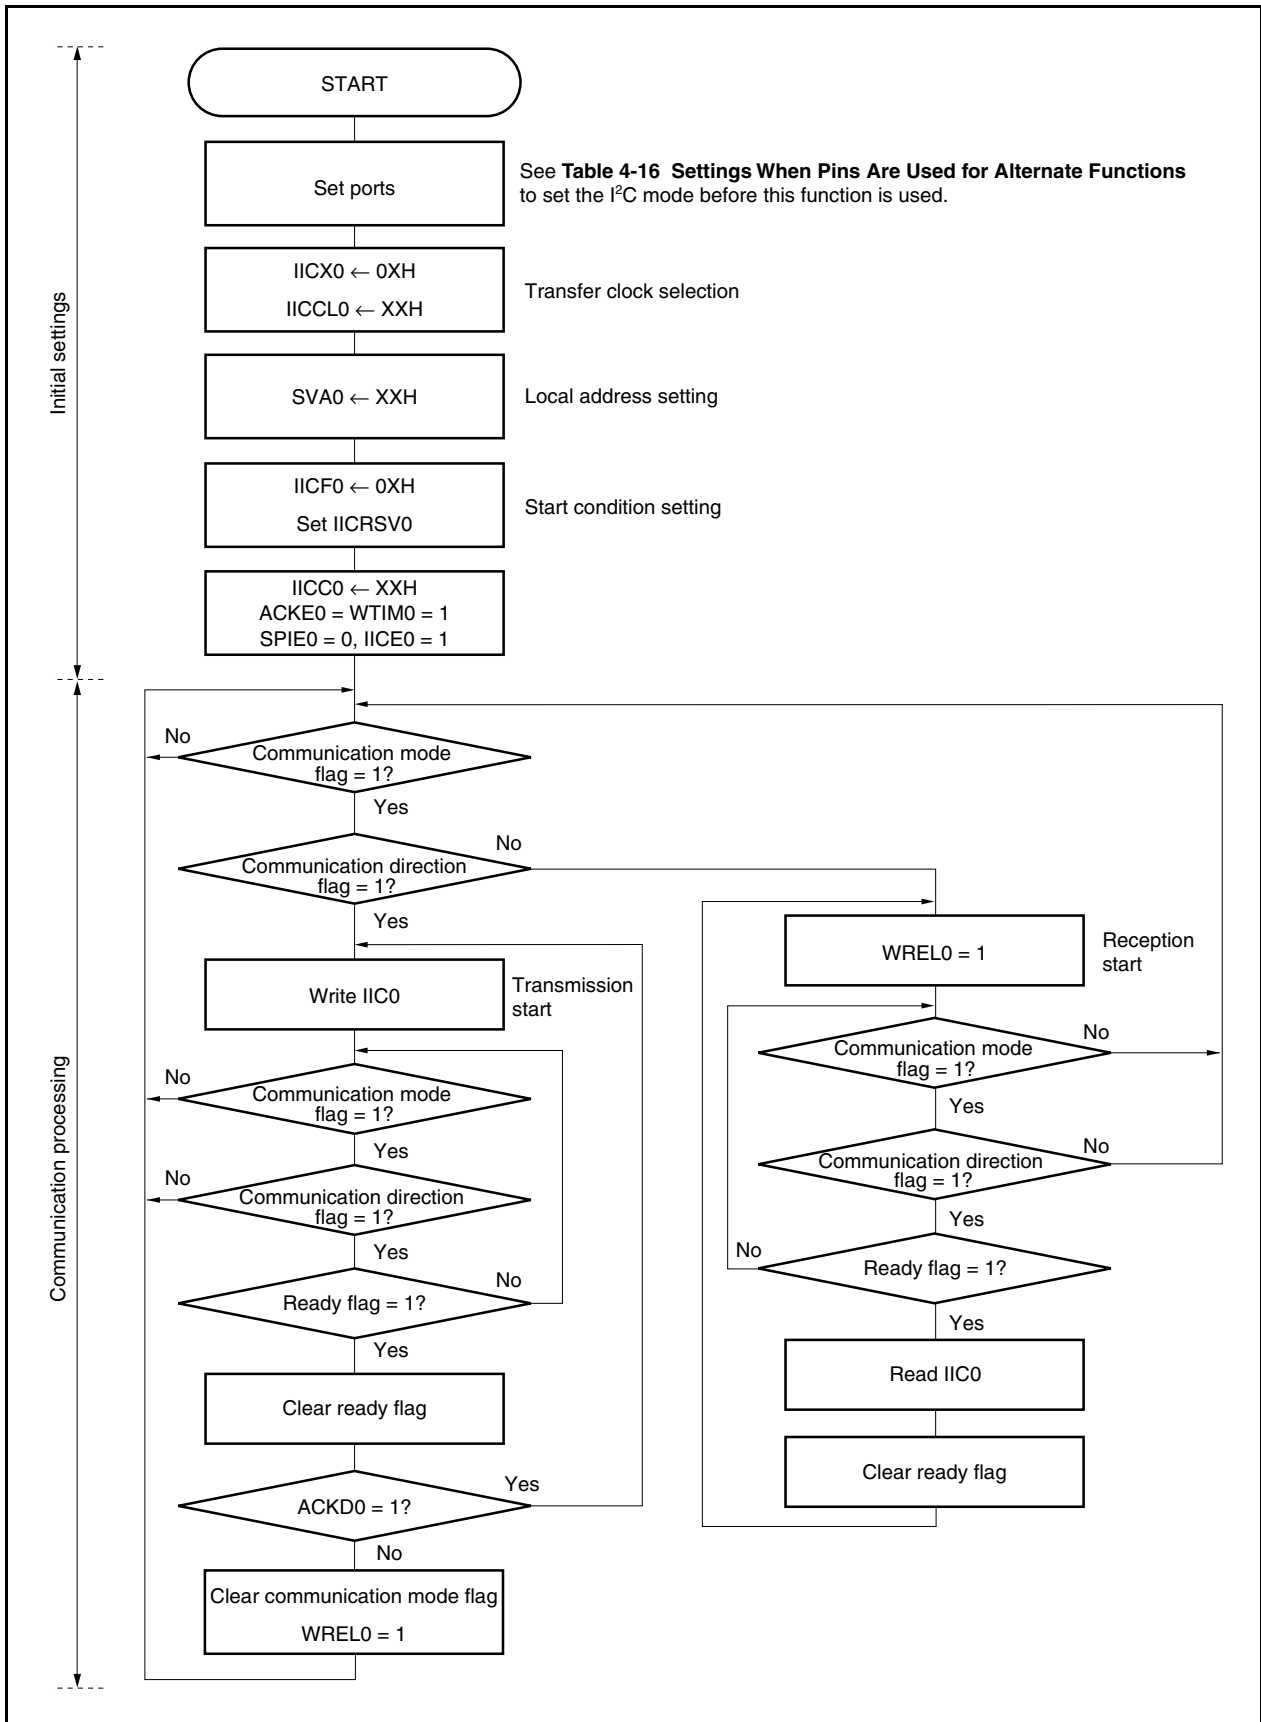 START
Set ports
See Table 4-16 Settings When Pins Are Used for Alternate Functions
to set the I²C mode before this function is used.
IICX0 ← 0XH
IICCL0 ← XXH
Transfer clock selection
Initial settings
SVA0 ← XXH
Local address setting
IICF0 ← 0XH
Set IICRSV0
Start condition setting
IICC0 ← XXH
ACKE0 = WTIM0 = 1
SPIE0 = 0, IICE0 = 1
No
Communication mode
flag = 1?
Yes
No
Communication direction
flag = 1?
Yes
Write IIC0
Transmission
start
No
Communication mode
flag = 1?
Yes
No
Communication direction
flag = 1?
Yes
No
Ready flag = 1?
Yes
Clear ready flag
Yes
ACKD0 = 1?
No
Clear communication mode flag
WREL0 = 1
Communication processing
WREL0 = 1
Reception
start
No
Communication mode
flag = 1?
Yes
No
Communication direction
flag = 1?
Yes
No
Ready flag = 1?
Yes
Read IIC0
Clear ready flag